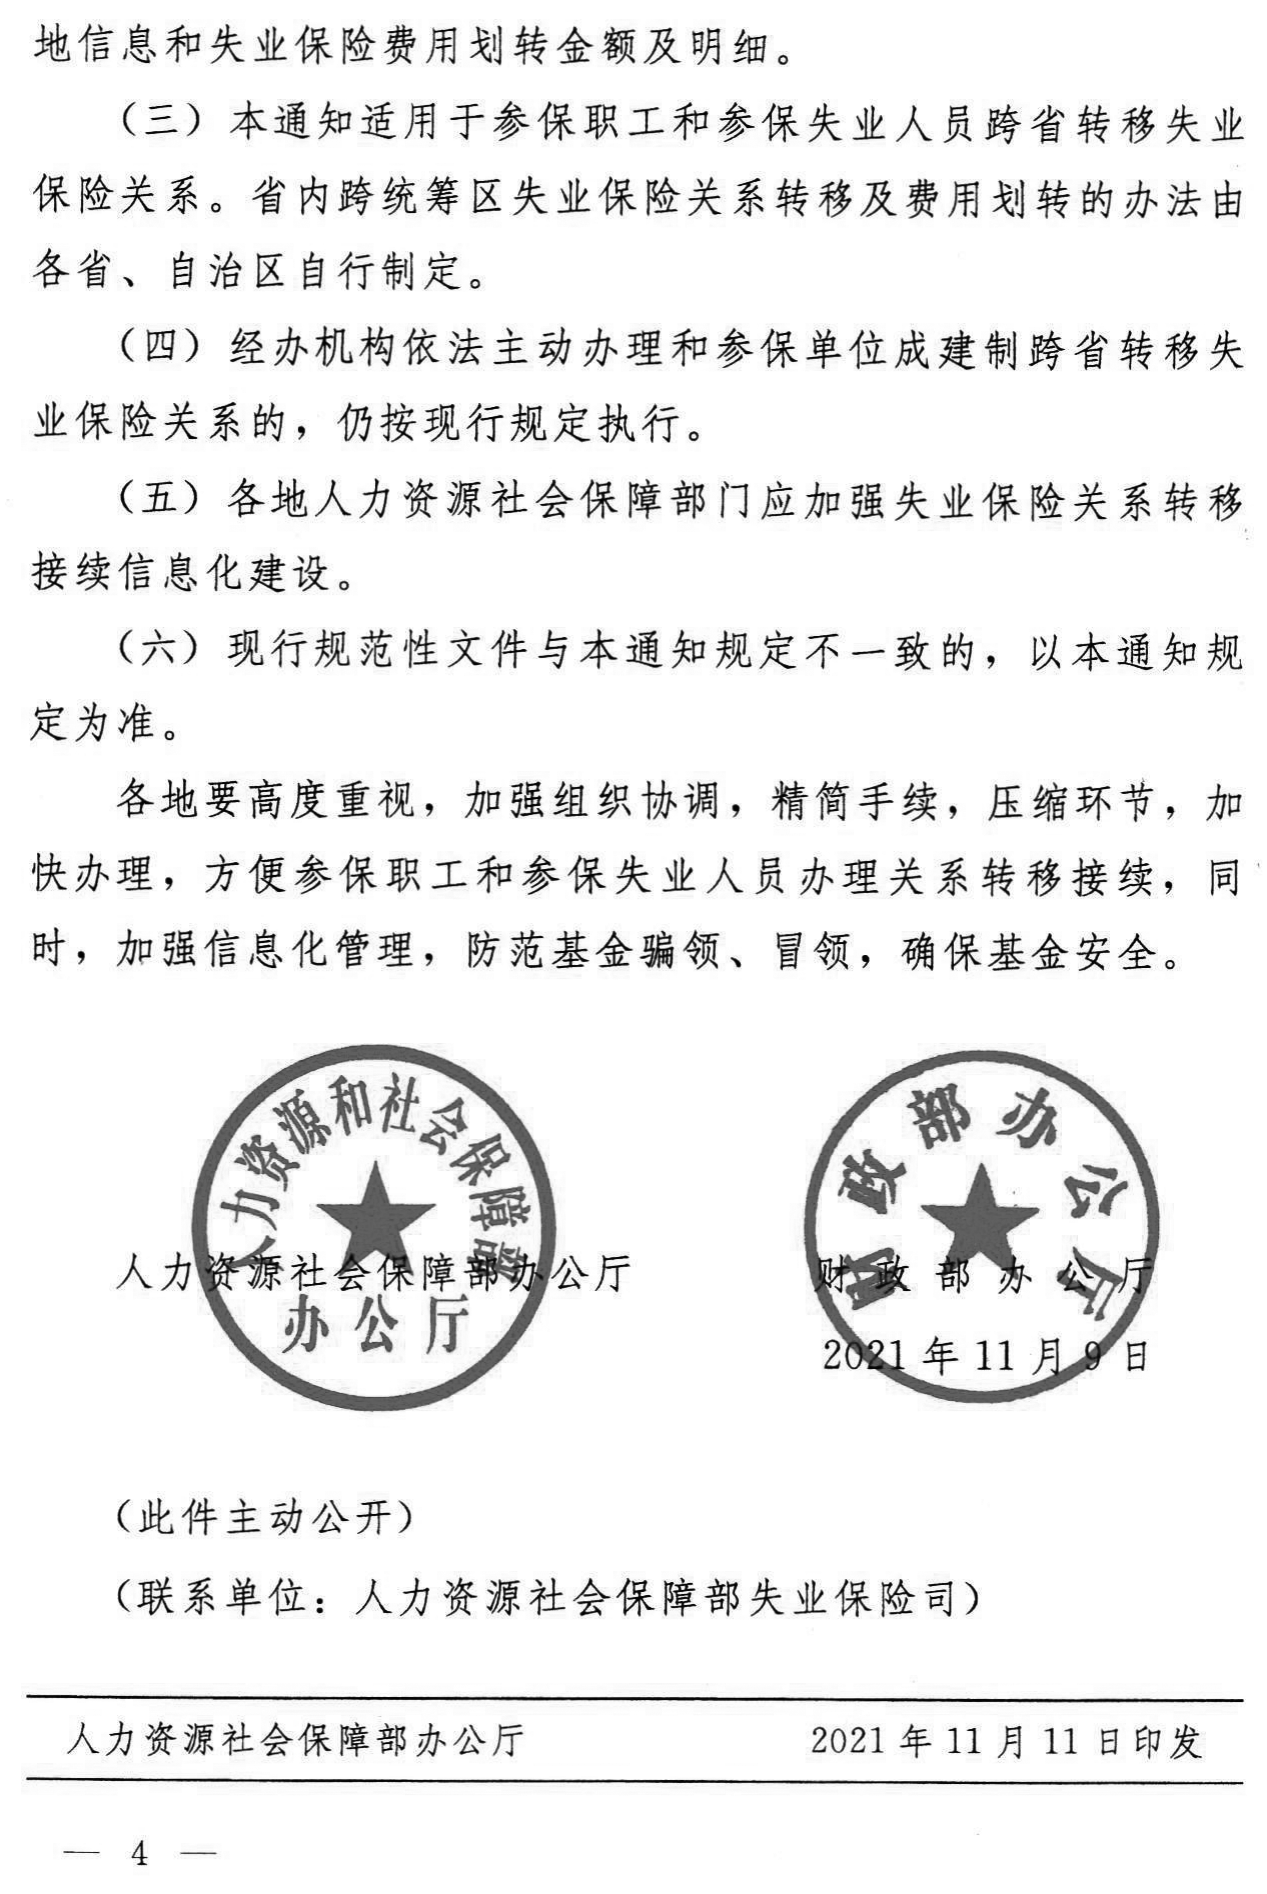 地信息和失业保险费用划转金额及明细。
（三）本通知适用于参保职工和参保失业人员跨省转移失业
保险关系。省内跨统筹区失业保险关系转移及费用划转的办法由
各省、自治区自行制定。
（四）经办机构依法主动办理和参保单位成建制跨省转移失
业保险关系的，仍按现行规定执行。
（五）各地人力资源社会保障部门应加强失业保险关系转移
接续信息化建设。
（六）现行规范性文件与本通知规定不一致的，以本通知规
定为准。
各地要高度重视，加强组织协调，精简手续，压缩环节，加
快办理，方便参保职工和参保失业人员办理关系转移接续，同
时，加强信息化管理，防范基金骗领、冒领，确保基金安全。
人力资源和社会保障部
办公厅
财政部办公厅
人力资源社会保障部办公厅 财政部办公厅
2021年11月9日
（此件主动公开）
（联系单位：人力资源社会保障部失业保险司）
人力资源社会保障部办公厅 2021年11月11日印发
— 4 —